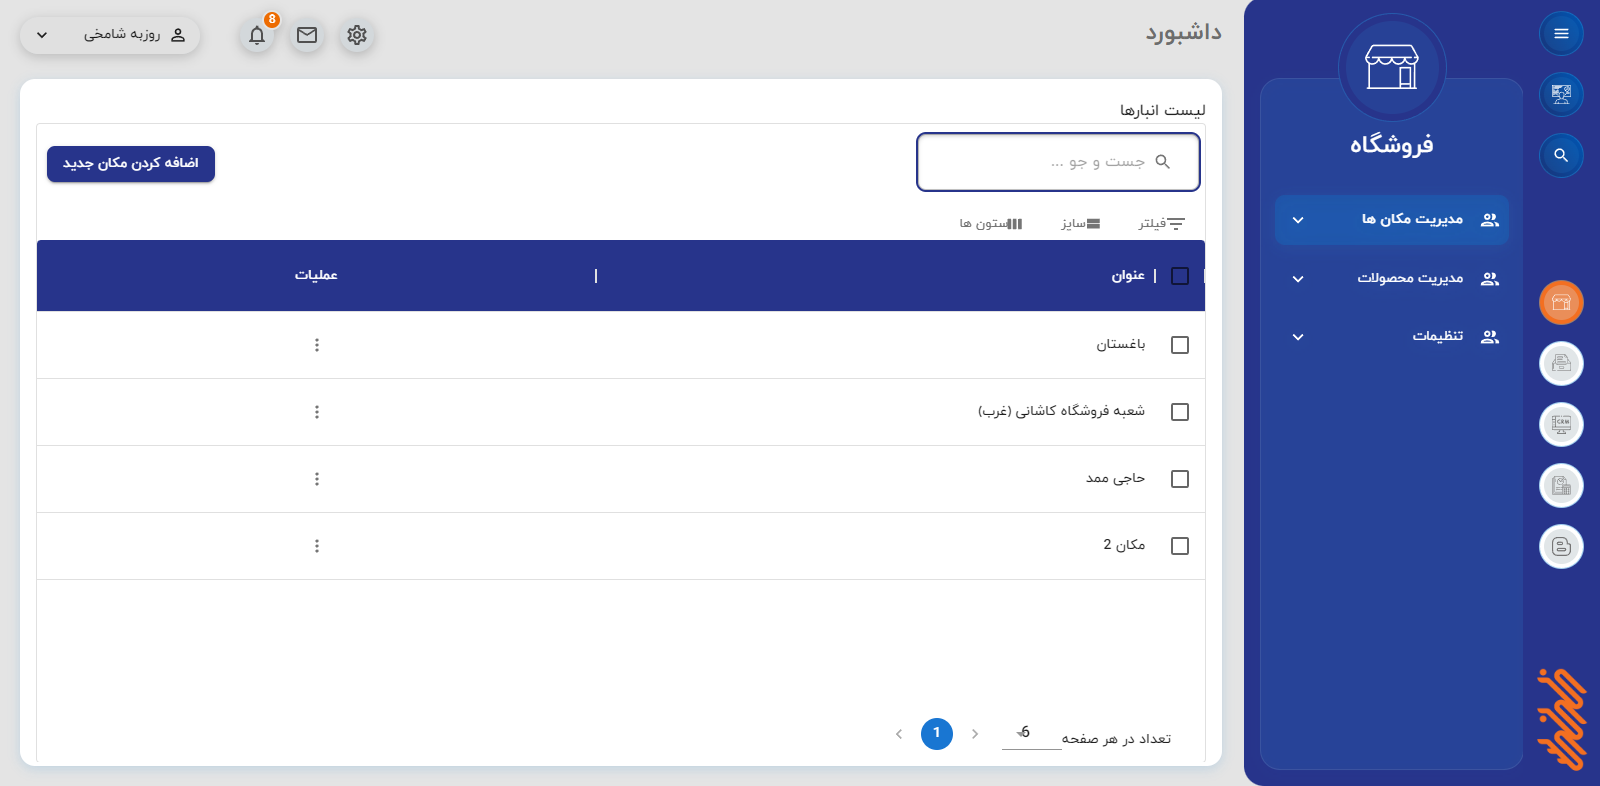 داشبورد
8
روزبه شامخی
فروشگاه
مدیریت مکان ها
مدیریت محصولات
تنظیمات
CRM
لیست انبارها
جست و جو ...
اضافه کردن مکان جدید
فیلتر سایز ستون ها
عنوان عملیات
باغستان
شعبه فروشگاه کاشانی (غرب)
حاجی ممد
مکان 2
تعداد در هر صفحه 6 1